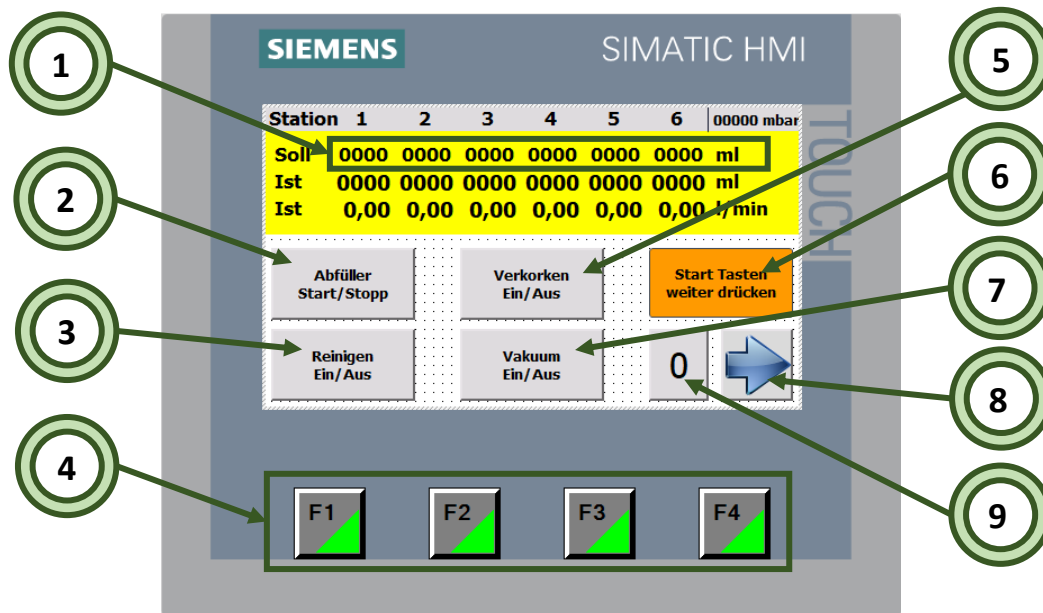 SIEMENS SIMATIC HMI
TOUCH
Station 1 2 3 4 5 6 00000 mbar
Soll 0000 0000 0000 0000 0000 0000 ml
Ist 0000 0000 0000 0000 0000 0000 ml
Ist 0,00 0,00 0,00 0,00 0,00 0,00 l/min
Abfüller
Start/Stopp
Verkorken
Ein/Aus
Start Tasten
weiter drücken
Reinigen
Ein/Aus
Vakuum
Ein/Aus
0
F1 F2 F3 F4
1
2
3
4
5
6
7
8
9